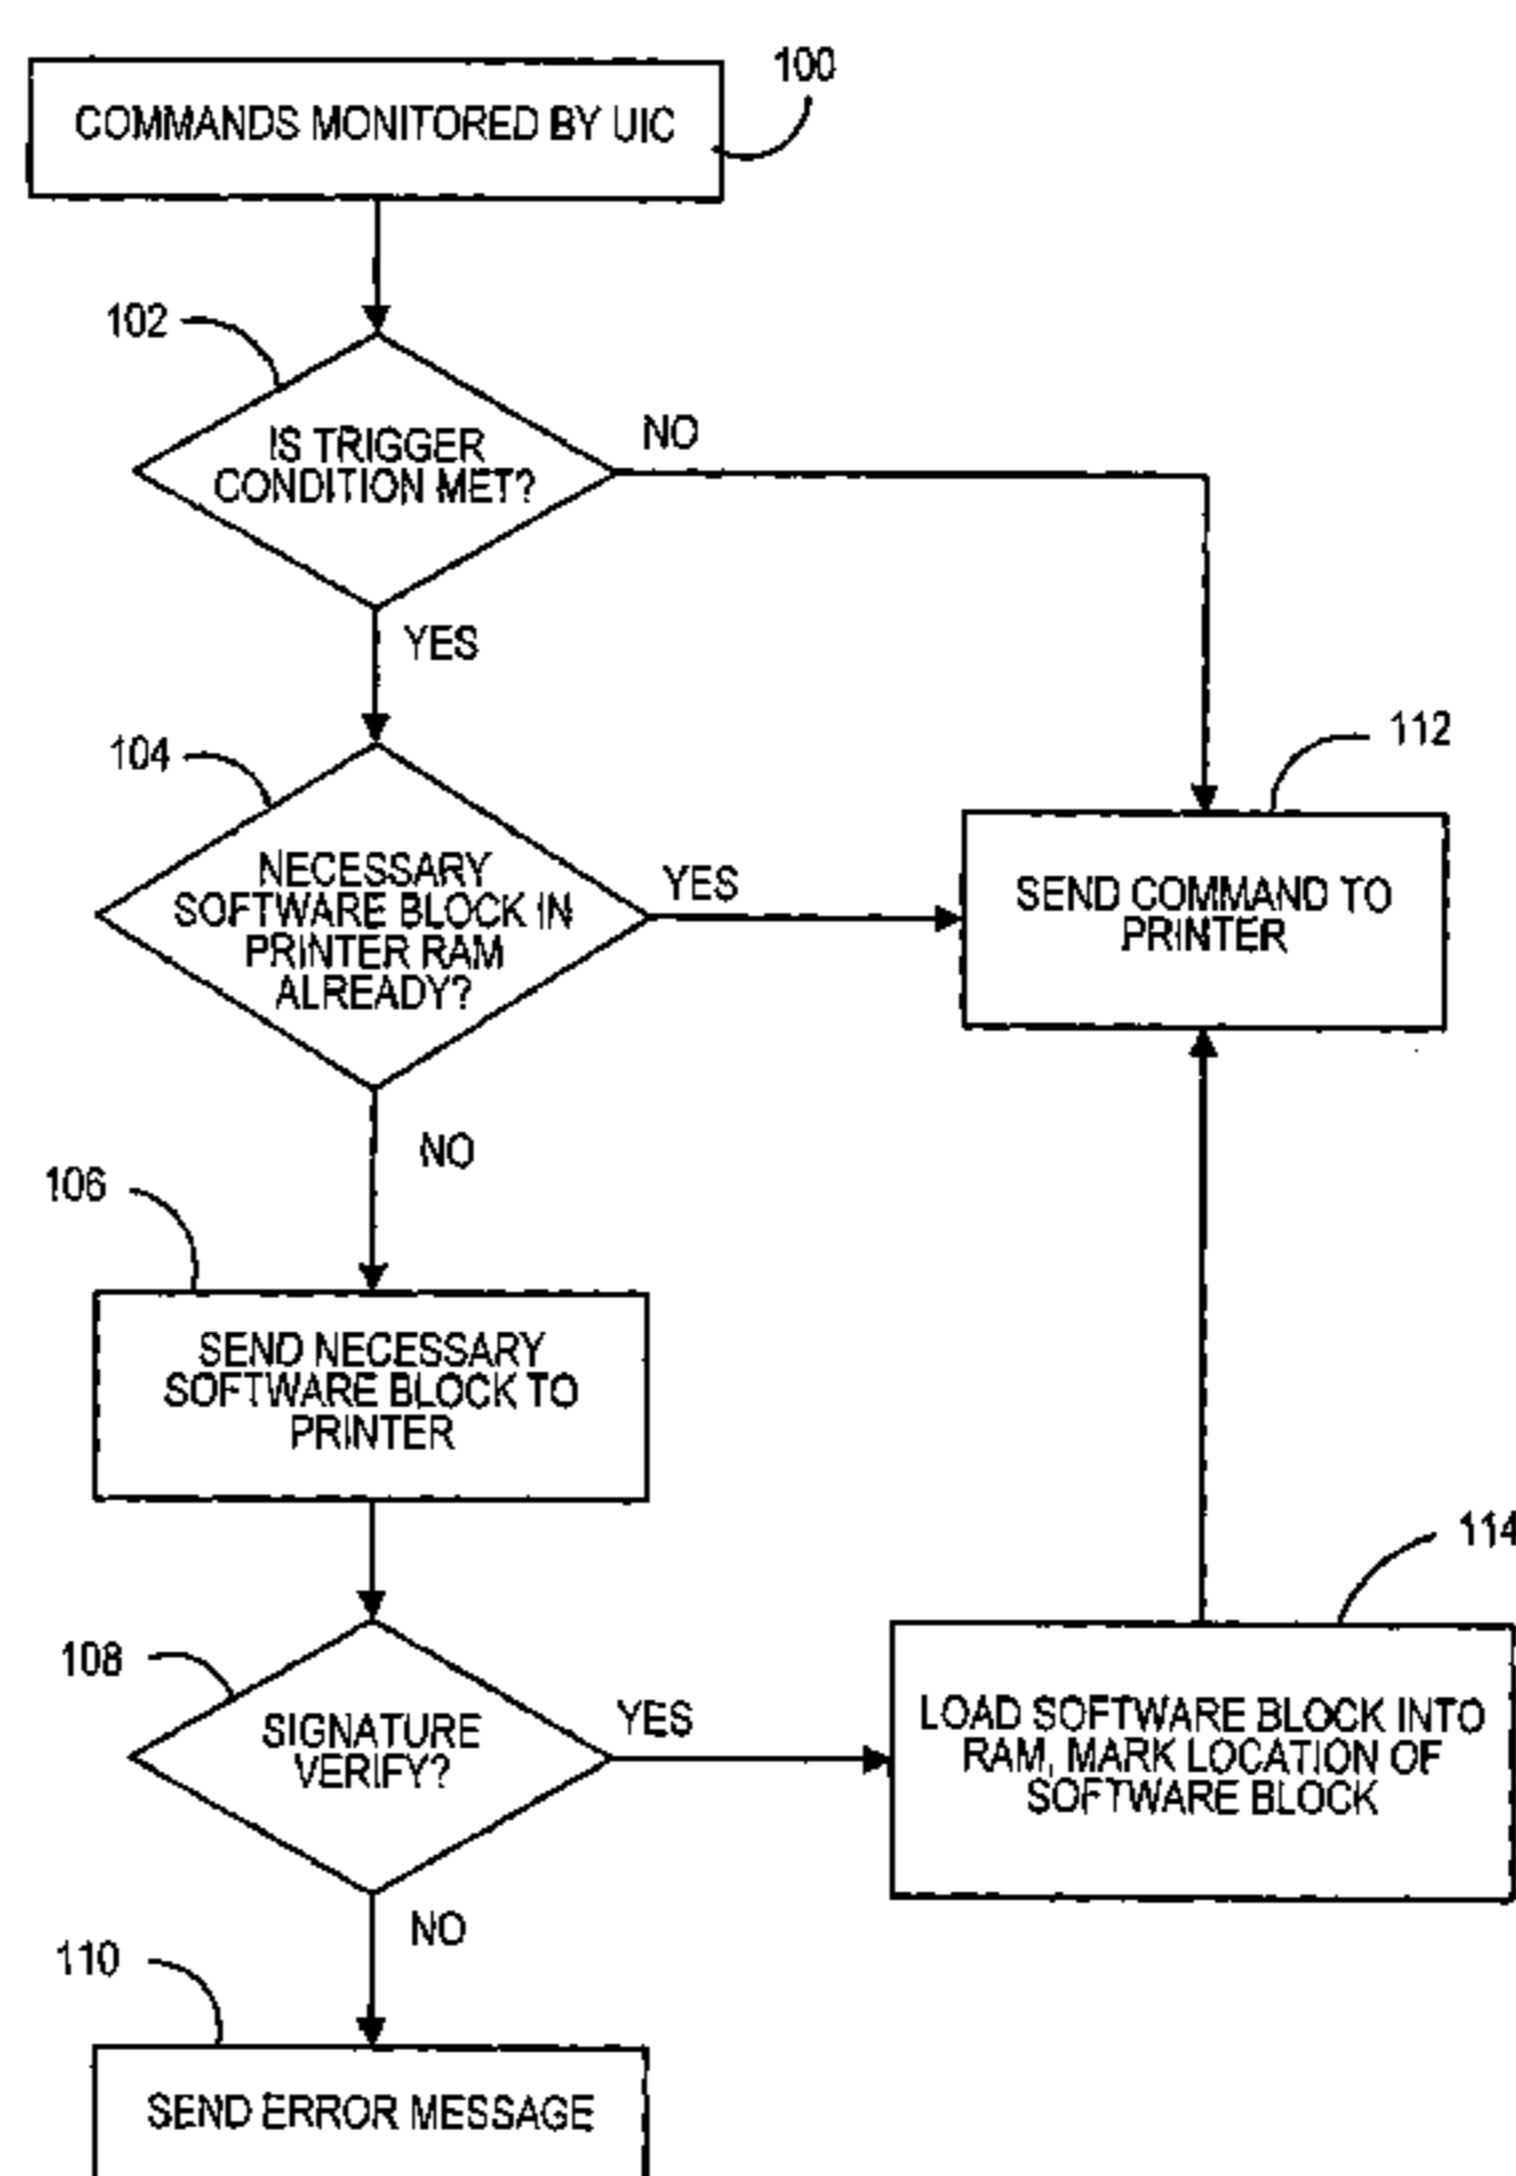 100
COMMANDS MONITORED BY UIC
102
IS TRIGGER
CONDITION MET?
NO
YES
104
112
NECESSARY
SOFTWARE BLOCK IN
PRINTER RAM
ALREADY?
YES
SEND COMMAND TO
PRINTER
NO
106
SEND NECESSARY
SOFTWARE BLOCK TO
PRINTER
114
108
SIGNATURE
VERIFY?
YES
LOAD SOFTWARE BLOCK INTO
RAM, MARK LOCATION OF
SOFTWARE BLOCK
NO
110
SEND ERROR MESSAGE